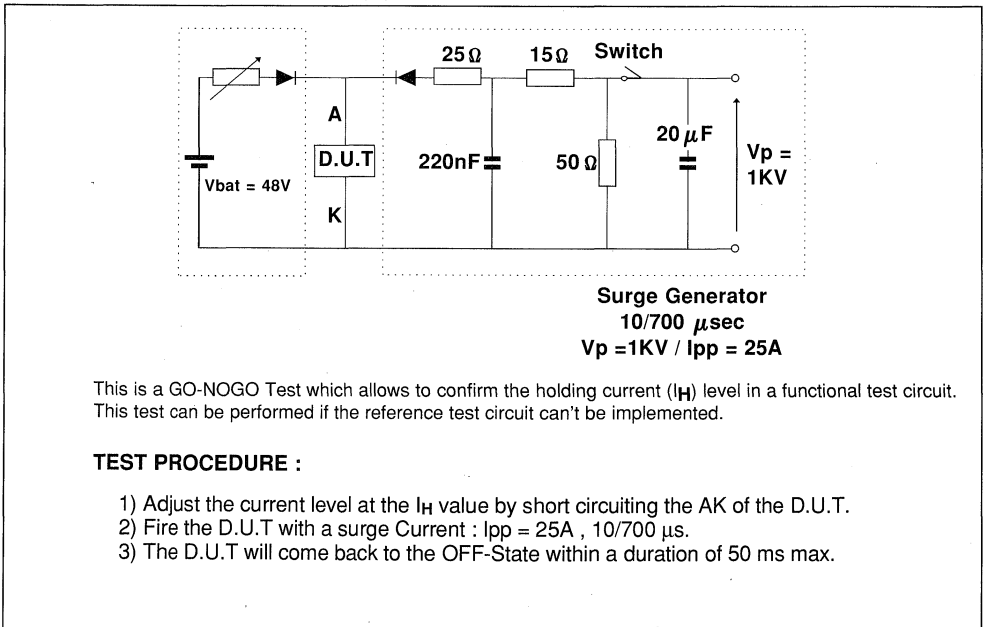 25Ω
15Ω
Switch
A
D.U.T
220nF
50 Ω
20 μF
Vp =
1KV
Vbat = 48V
K
Surge Generator
10/700 μsec
Vp =1KV / Ipp = 25A
This is a GO-NOGO Test which allows to confirm the holding current (IH) level in a functional test circuit.
This test can be performed if the reference test circuit can't be implemented.
TEST PROCEDURE :
1) Adjust the current level at the IH value by short circuiting the AK of the D.U.T.
2) Fire the D.U.T with a surge Current : Ipp = 25A , 10/700 μs.
3) The D.U.T will come back to the OFF-State within a duration of 50 ms max.